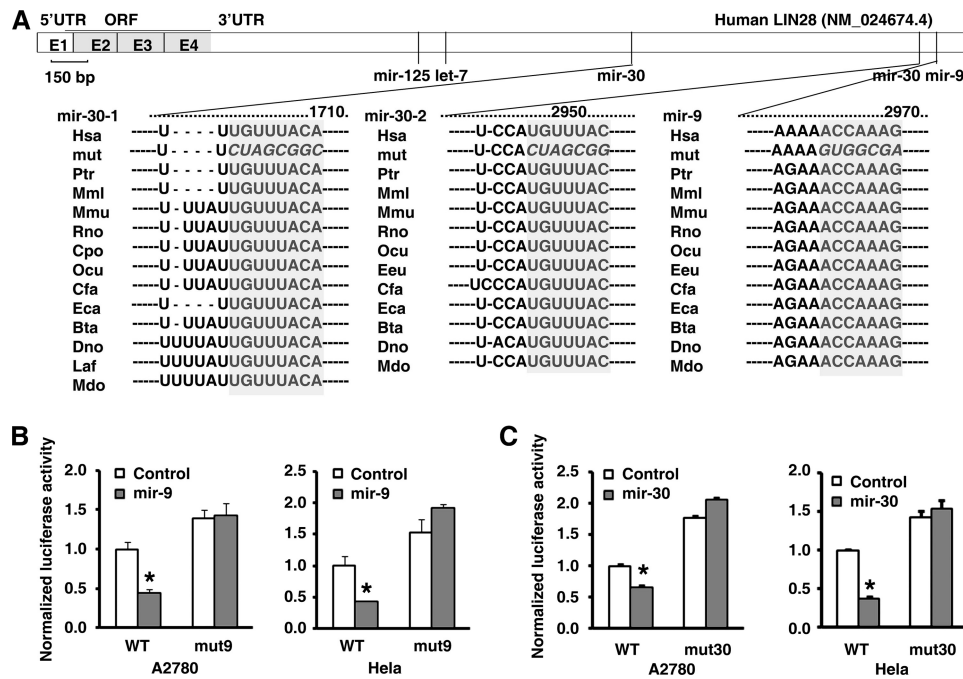 A
5'UTR ORF 3'UTR Human LIN28 (NM_024674.4)
E1 E2 E3 E4
150 bp mir-125 let-7 mir-30 mir-30 mir-9
mir-30-1 1710
Hsa -----U----UUGUUUACA-----
mut -----U----UCUAGCGGC-----
Ptr -----U----UUGUUUACA-----
Mml -----U----UUGUUUACA-----
Mmu -----U-UUAUUGUUUACA-----
Rno -----U-UUAUUGUUUACA-----
Cpo -----U-UUAUUGUUUACA-----
Ocu -----U-UUAUUGUUUACA-----
Cfa -----U-UUAUUGUUUACA-----
Eca -----U----UUGUUUACA-----
Bta -----U-UUAUUGUUUACA-----
Dno -----UUUUAUUGUUUACA-----
Laf -----UUUUAUUGUUUACA-----
Mdo -----UUUUAUUGUUUACA-----
mir-30-2 2950
Hsa -----U-CCAUGUUUAC-----
mut -----U-CCACUAGCGG-----
Ptr -----U-CCAUGUUUAC-----
Mml -----U-CCAUGUUUAC-----
Mmu -----U-CCAUGUUUAC-----
Rno -----U-CCAUGUUUAC-----
Ocu -----U-CCAUGUUUAC-----
Eeu -----U-CCAUGUUUAC-----
Cfa -----UCCCAUGUUUAC-----
Eca -----U-CCAUGUUUAC-----
Bta -----U-CCAUGUUUAC-----
Dno -----U-ACAUGUUUAC-----
Mdo -----U-CCAUGUUUAC-----
mir-9 2970
Hsa -----AAAAACCAAAG-----
mut -----AAAAGUGGCGA-----
Ptr -----AGAAACCAAAG-----
Mml -----AGAAACCAAAG-----
Mmu -----AGAAACCAAAG-----
Rno -----AGAAACCAAAG-----
Ocu -----AGAAACCAAAG-----
Eeu -----AGAAACCAAAG-----
Cfa -----AGAAACCAAAG-----
Eca -----AGAAACCAAAG-----
Bta -----AGAAACCAAAG-----
Dno -----AGAAACCAAAG-----
Mdo -----AGAAACCAAAG-----
B
Normalized luciferase activity
2.0
1.5
1.0
0.5
0.0
Control
mir-9
*
WT mut9
A2780
2.5
2.0
1.5
1.0
0.5
0.0
Control
mir-9
*
WT mut9
Hela
C
Normalized luciferase activity
2.5
2.0
1.5
1.0
0.5
0.0
Control
mir-30
*
WT mut30
A2780
2.0
1.5
1.0
0.5
0.0
Control
mir-30
*
WT mut30
Hela